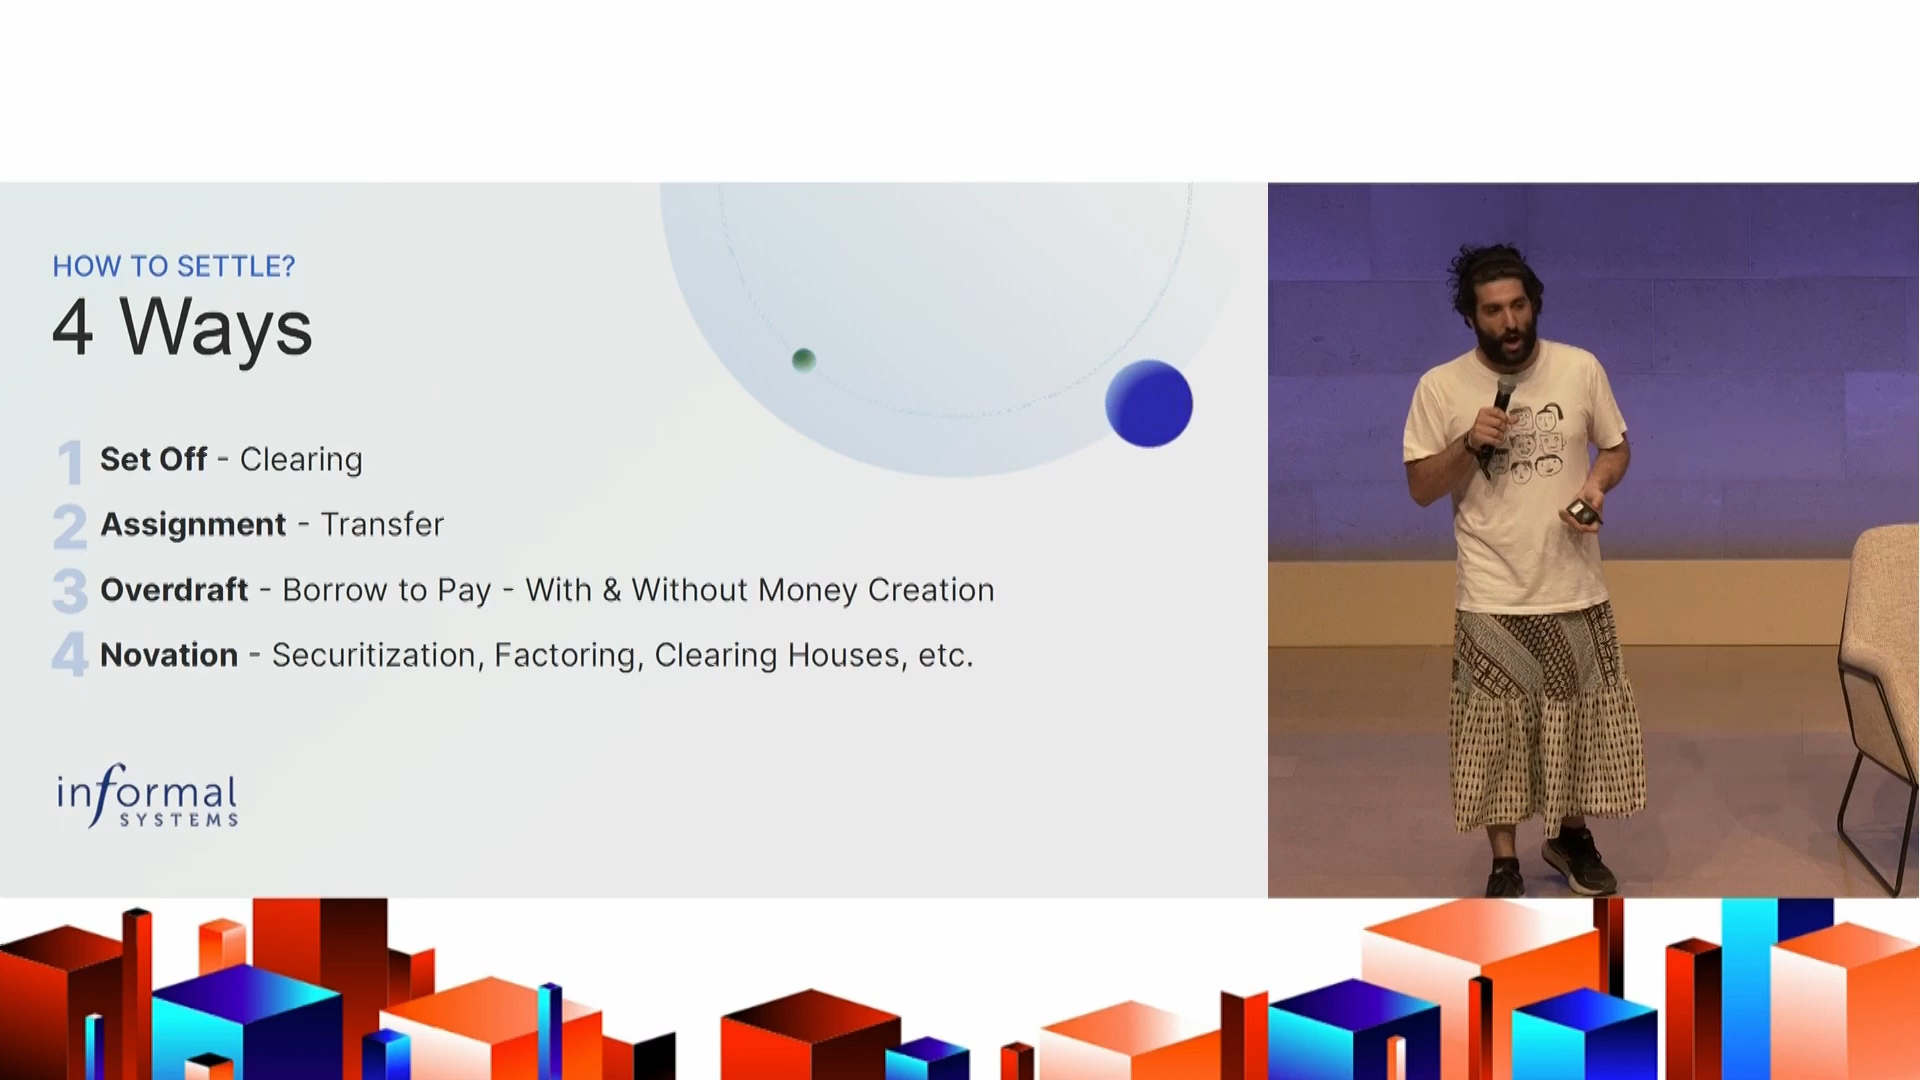 HOW TO SETTLE?
4 Ways
1 Set Off - Clearing
2 Assignment - Transfer
3 Overdraft - Borrow to Pay - With & Without Money Creation
4 Novation - Securitization, Factoring, Clearing Houses, etc.
informal
SYSTEMS